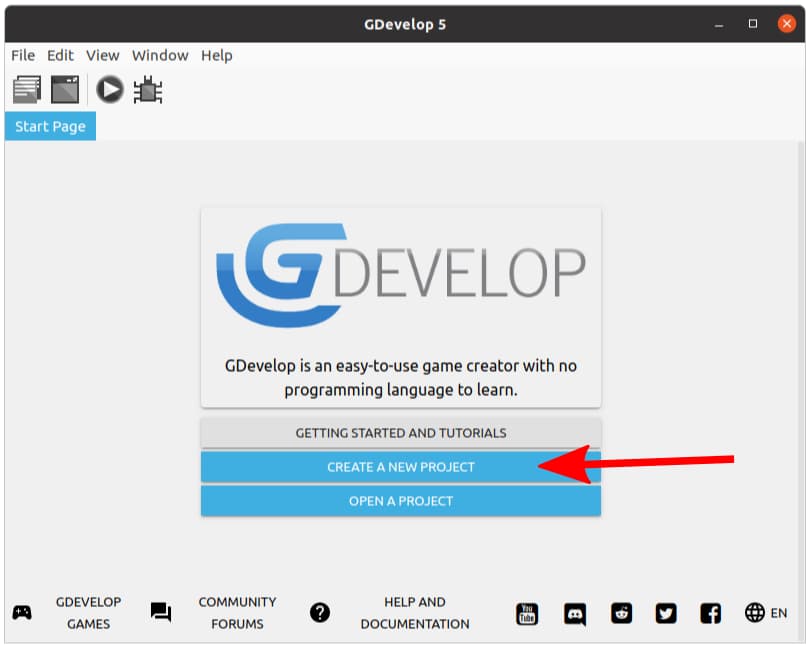 GDevelop 5
File Edit View Window Help
Start Page
GDEVELOP
GDevelop is an easy-to-use game creator with no
programming language to learn.
GETTING STARTED AND TUTORIALS
CREATE A NEW PROJECT
OPEN A PROJECT
GDEVELOP
GAMES
COMMUNITY
FORUMS
HELP AND
DOCUMENTATION
You
Tube
EN